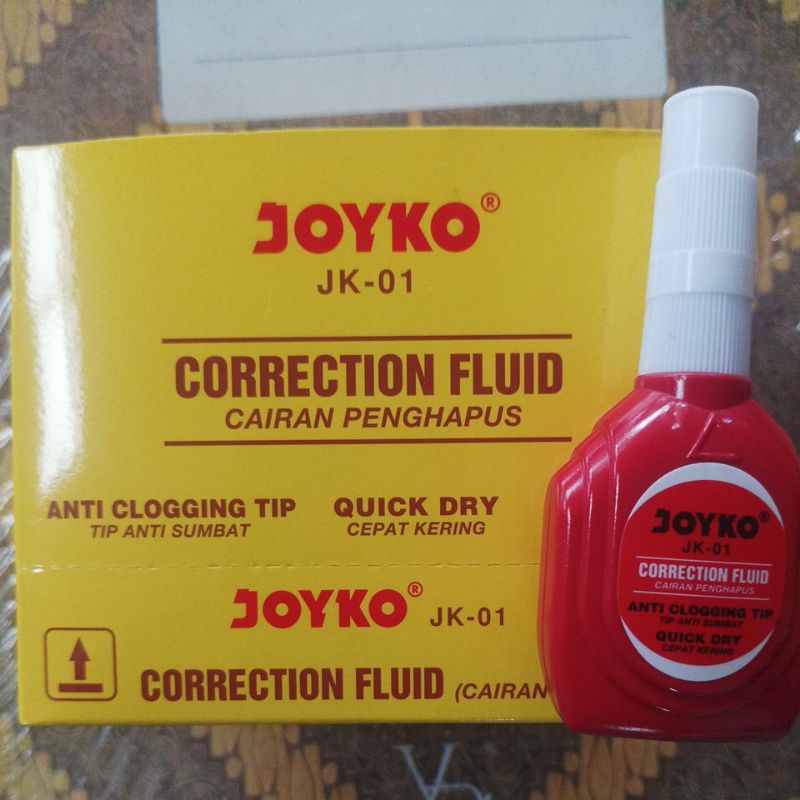 JOYKO®
JK-01
CORRECTION FLUID
CAIRAN PENGHAPUS
ANTI CLOGGING TIP
TIP ANTI SUMBAT
QUICK DRY
CEPAT KERING
JOYKO® JK-01
CORRECTION FLUID (CAIRAN
JOYKO®
JK-01
CORRECTION FLUID
CAIRAN PENGHAPUS
ANTI CLOGGING TIP
TIP ANTI SUMBAT
QUICK DRY
CEPAT KERING